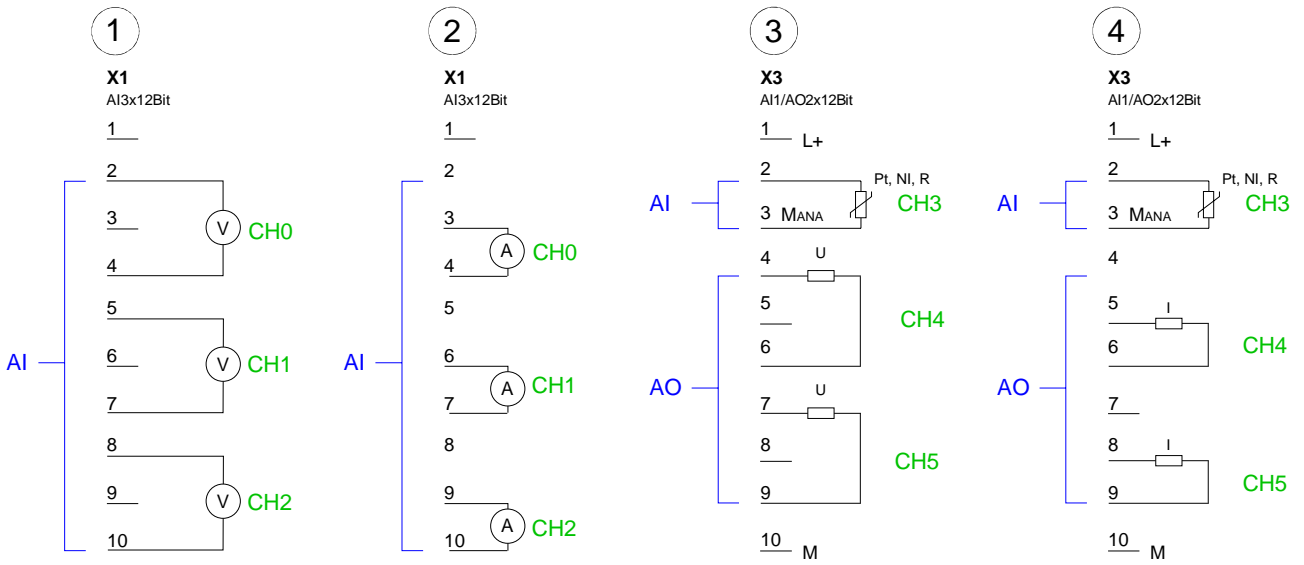 1
X1
AI3x12Bit
1
2
3
4
5
6
7
8
9
10
V
V
V
CH0
CH1
CH2
AI
2
X1
AI3x12Bit
1
2
3
4
5
6
7
8
9
10
A
A
A
CH0
CH1
CH2
AI
3
X3
AI1/AO2x12Bit
1 L+
2
Pt, NI, R
3 MANA
CH3
AI
4
U
5
6
CH4
AO
7
U
8
9
CH5
10 M
4
X3
AI1/AO2x12Bit
1 L+
2
Pt, NI, R
3 MANA
CH3
AI
4
5
I
6
CH4
AO
7
8
I
9
CH5
10 M